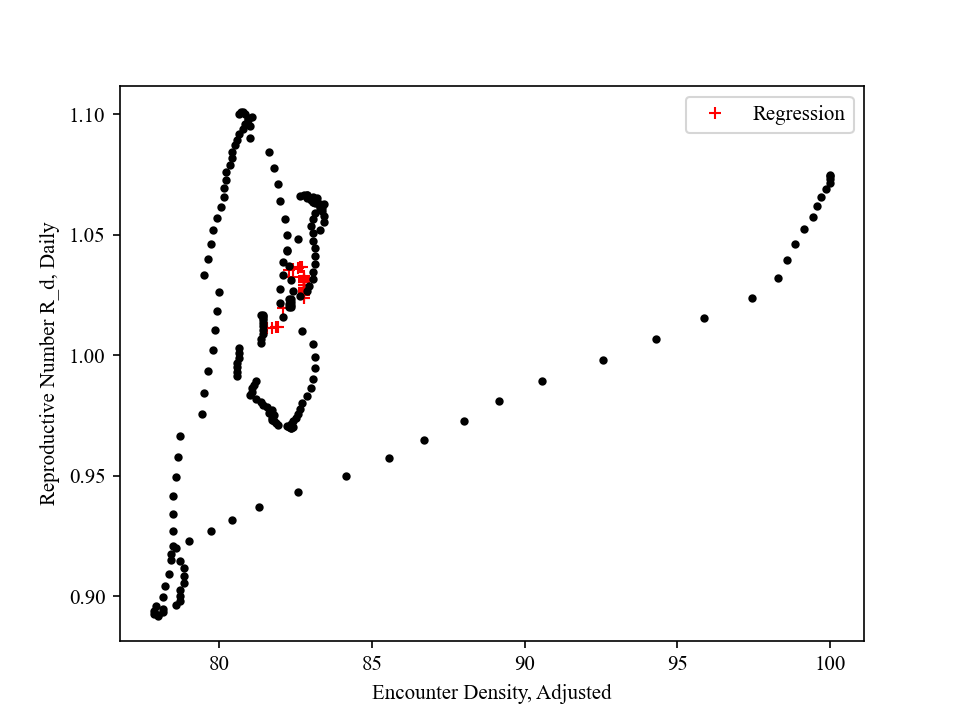 Regression
1.10
1.05
1.00
0.95
0.90
Reproductive Number R_d, Daily
80 85 90 95 100
Encounter Density, Adjusted